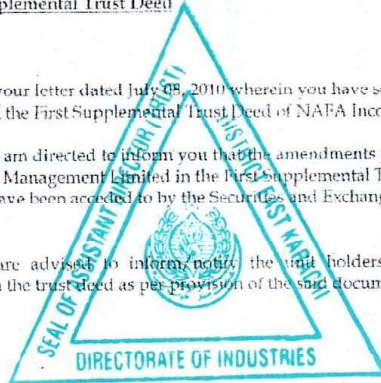 pplemental Trust Deed
your letter dated July 08, 2010 wherein you have s
the First Supplemental Trust Deed of NAFA Inco
am directed to inform you that the amendments
Management Limited in the First Supplemental T
ave been acceded to by the Securities and Exchang
are advised to inform/notify the unit holders
the trust deed as per provision of the said docum
SEAL OF ASSISTANT DIRECTOR (TRUST)
DISTRICT EAST KARACHI
DIRECTORATE OF INDUSTRIES